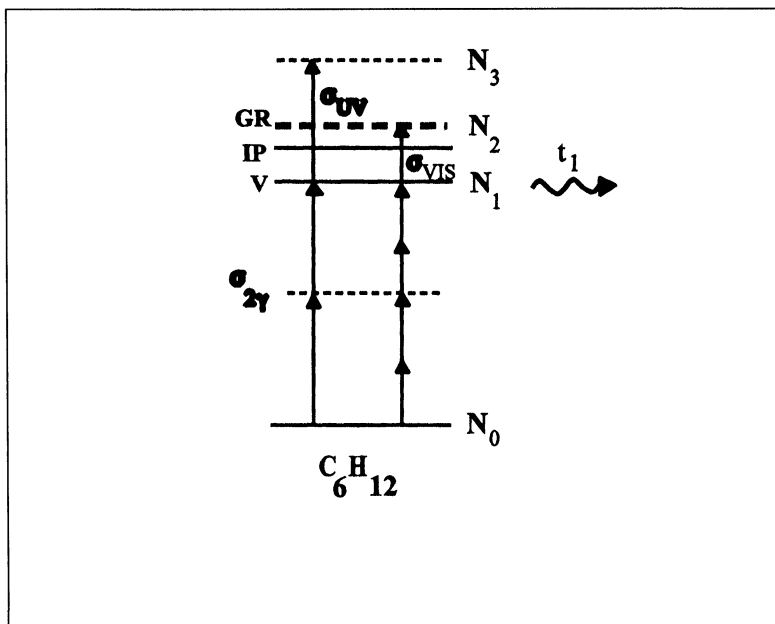 N3
σUV
GR N2
IP
σVIS
V N1
t1
σ2γ
N0
C6H12